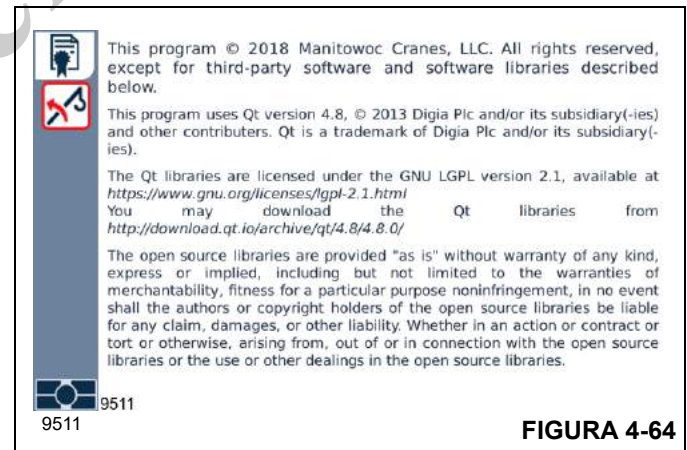 This program © 2018 Manitowoc Cranes, LLC. All rights reserved,
except for third-party software and software libraries described
below.
This program uses Qt version 4.8, © 2013 Digia Plc and/or its subsidiary(-ies)
and other contributers. Qt is a trademark of Digia Plc and/or its subsidiary(-
ies).
The Qt libraries are licensed under the GNU LGPL version 2.1, available at
https://www.gnu.org/licenses/lgpl-2.1.html
You may download the Qt libraries from
http://download.qt.io/archive/qt/4.8/4.8.0/
The open source libraries are provided "as is" without warranty of any kind,
express or implied, including but not limited to the warranties of
merchantability, fitness for a particular purpose noninfringement, in no event
shall the authors or copyright holders of the open source libraries be liable
for any claim, damages, or other liability. Whether in an action or contract or
tort or otherwise, arising from, out of or in connection with the open source
libraries or the use or other dealings in the open source libraries.
9511
9511
FIGURA 4-64